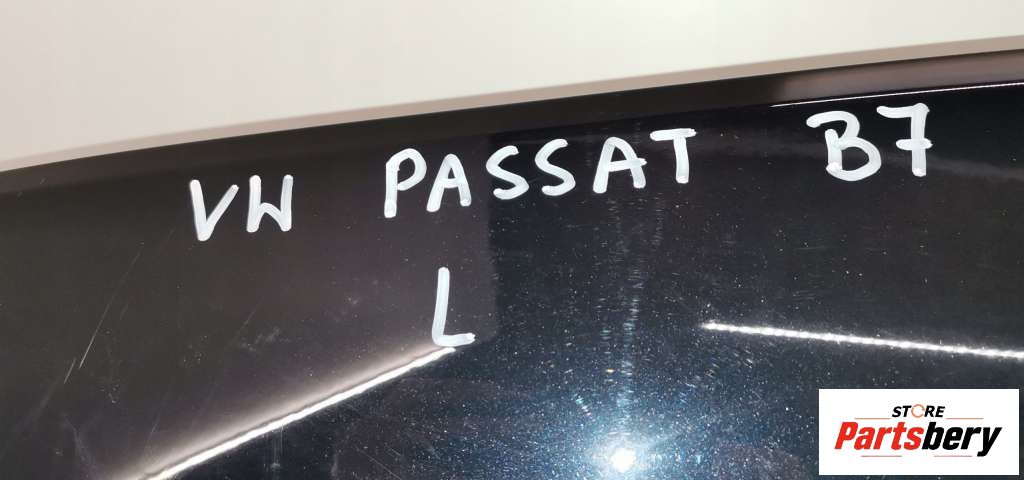 VW PASSAT B7
L
STORE
Partsbery